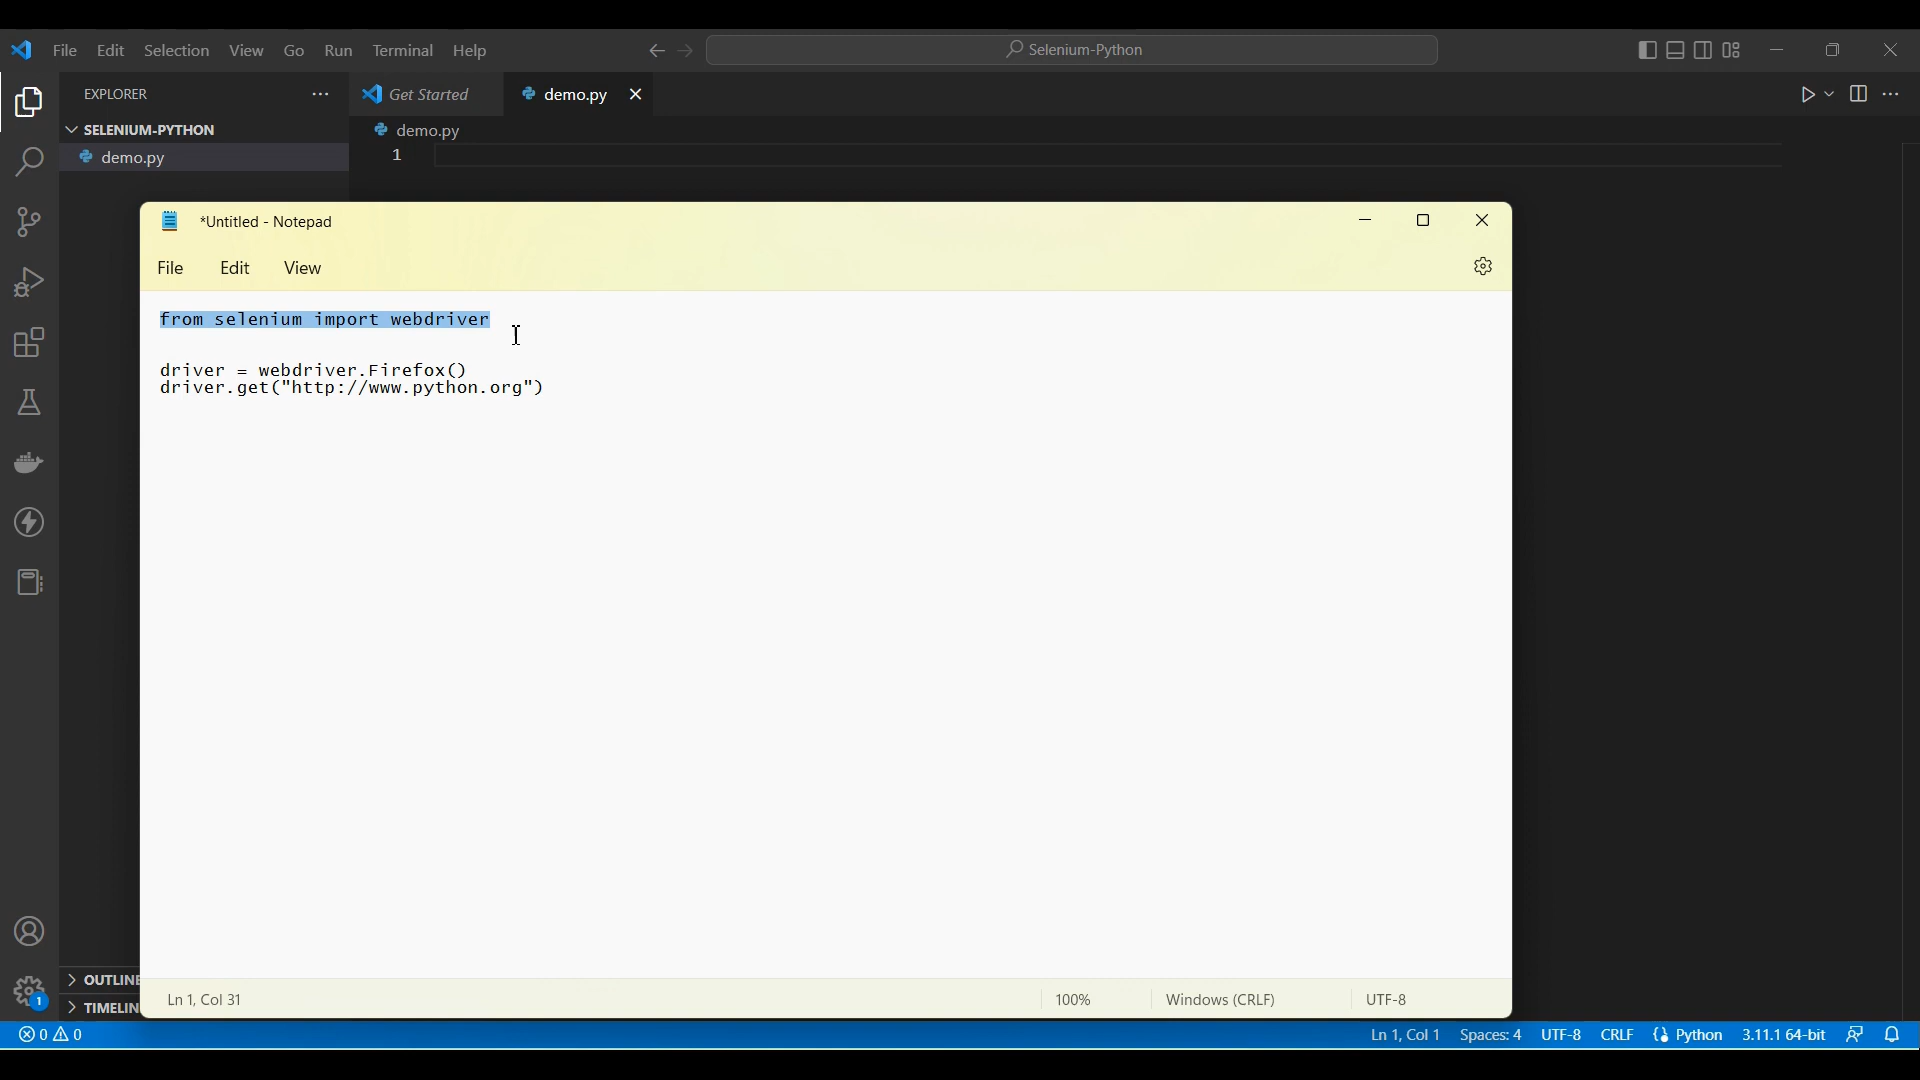 File Edit Selection View Go Run Terminal Help
Selenium-Python
EXPLORER
Get Started
demo.py
SELENIUM-PYTHON
demo.py
demo.py
1
*Untitled - Notepad
File Edit View
from selenium import webdriver
driver = webdriver.Firefox()
driver.get("http://www.python.org")
OUTLINE
TIMELIN
Ln 1, Col 31
100%
Windows (CRLF)
UTF-8
1
0 0
Ln 1, Col 1
Spaces: 4
UTF-8
CRLF
Python
3.11.1 64-bit